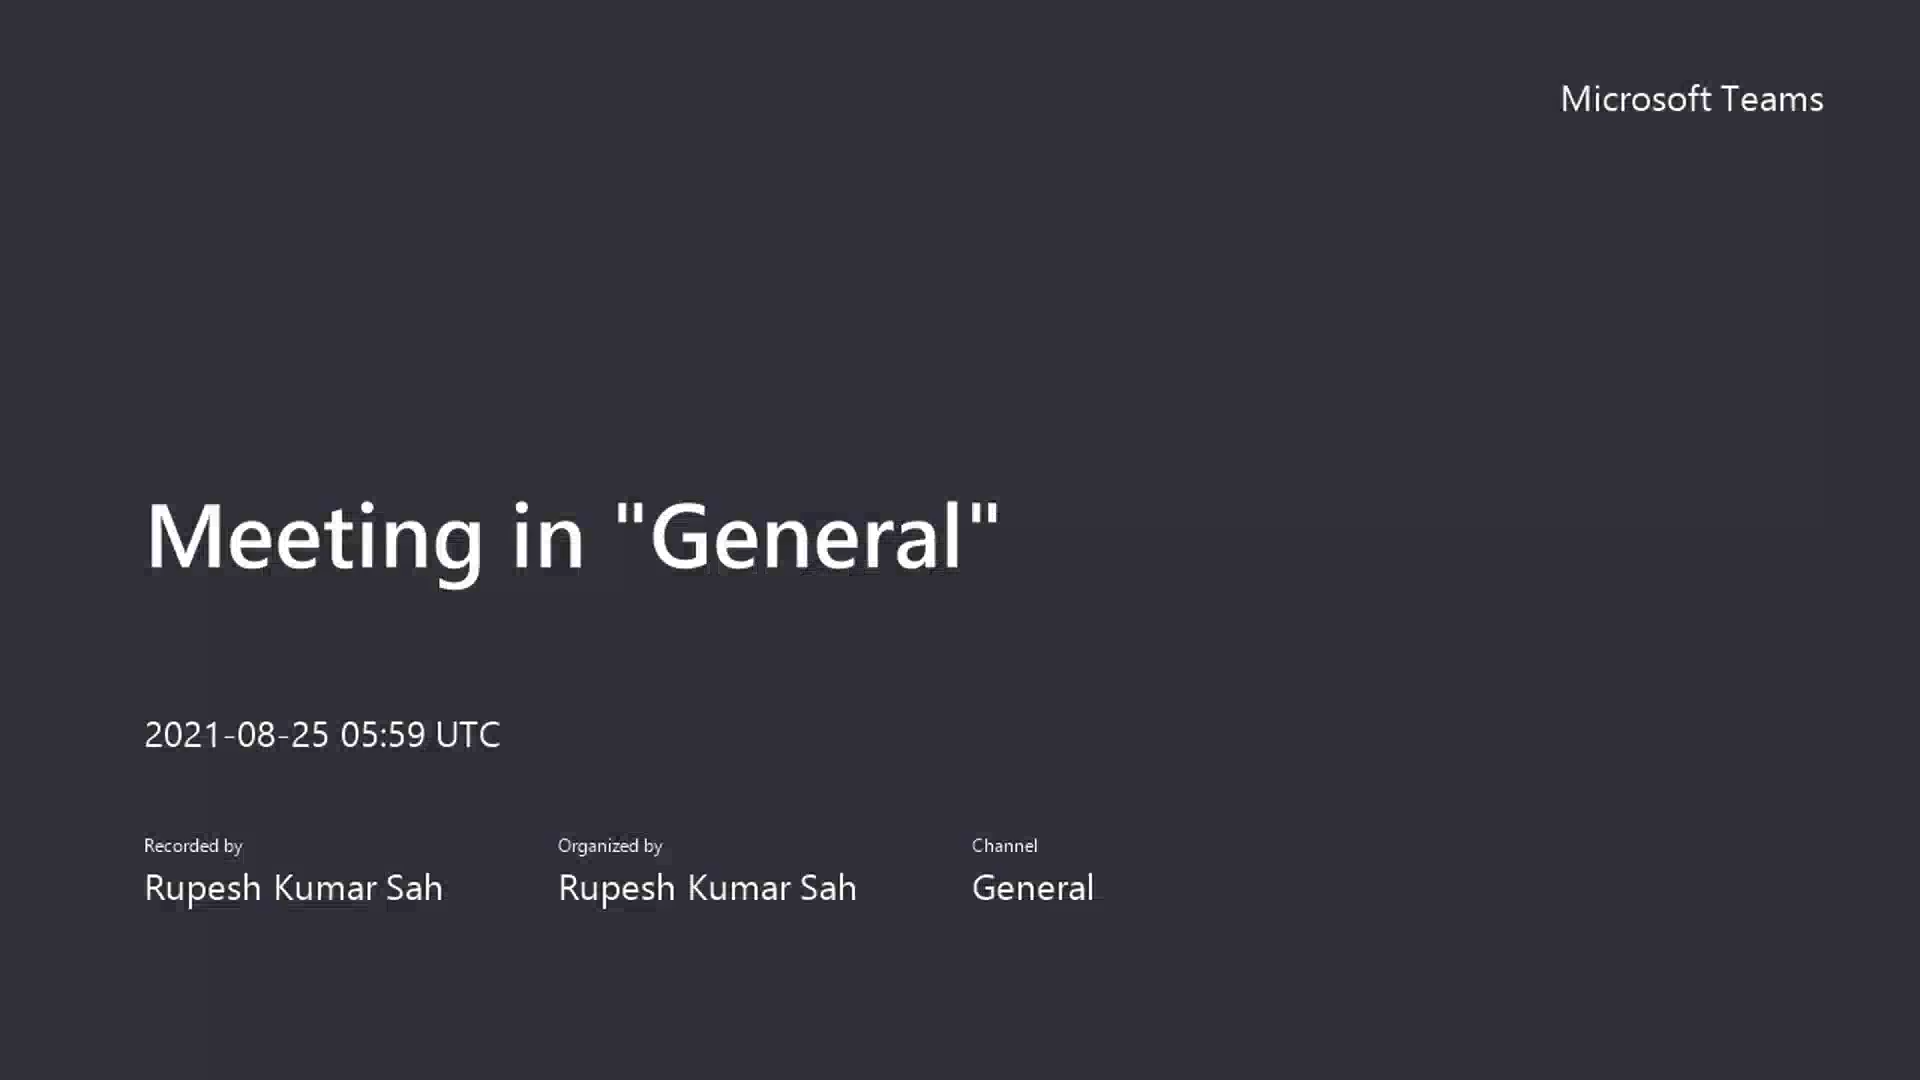 Microsoft Teams
Meeting in "General"
2021-08-25 05:59 UTC
Recorded by
Rupesh Kumar Sah
Organized by
Rupesh Kumar Sah
Channel
General